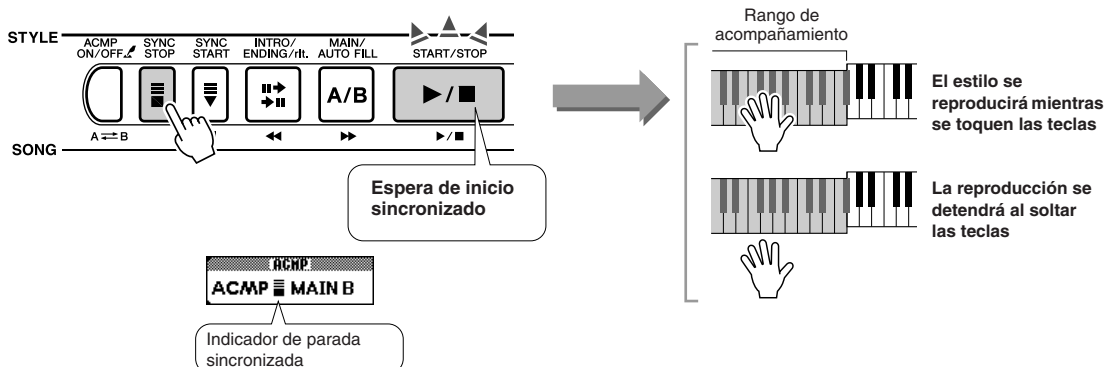 STYLE
ACMP ON/OFF
SYNC STOP
SYNC START
INTRO/ ENDING/rit.
MAIN/ AUTO FILL
START/STOP
A/B
A B
SONG
Espera de inicio
sincronizado
ACMP
ACMP MAIN B
Indicador de parada
sincronizada
Rango de
acompañamiento
El estilo se
reproducirá mientras
se toquen las teclas
La reproducción se
detendrá al soltar
las teclas